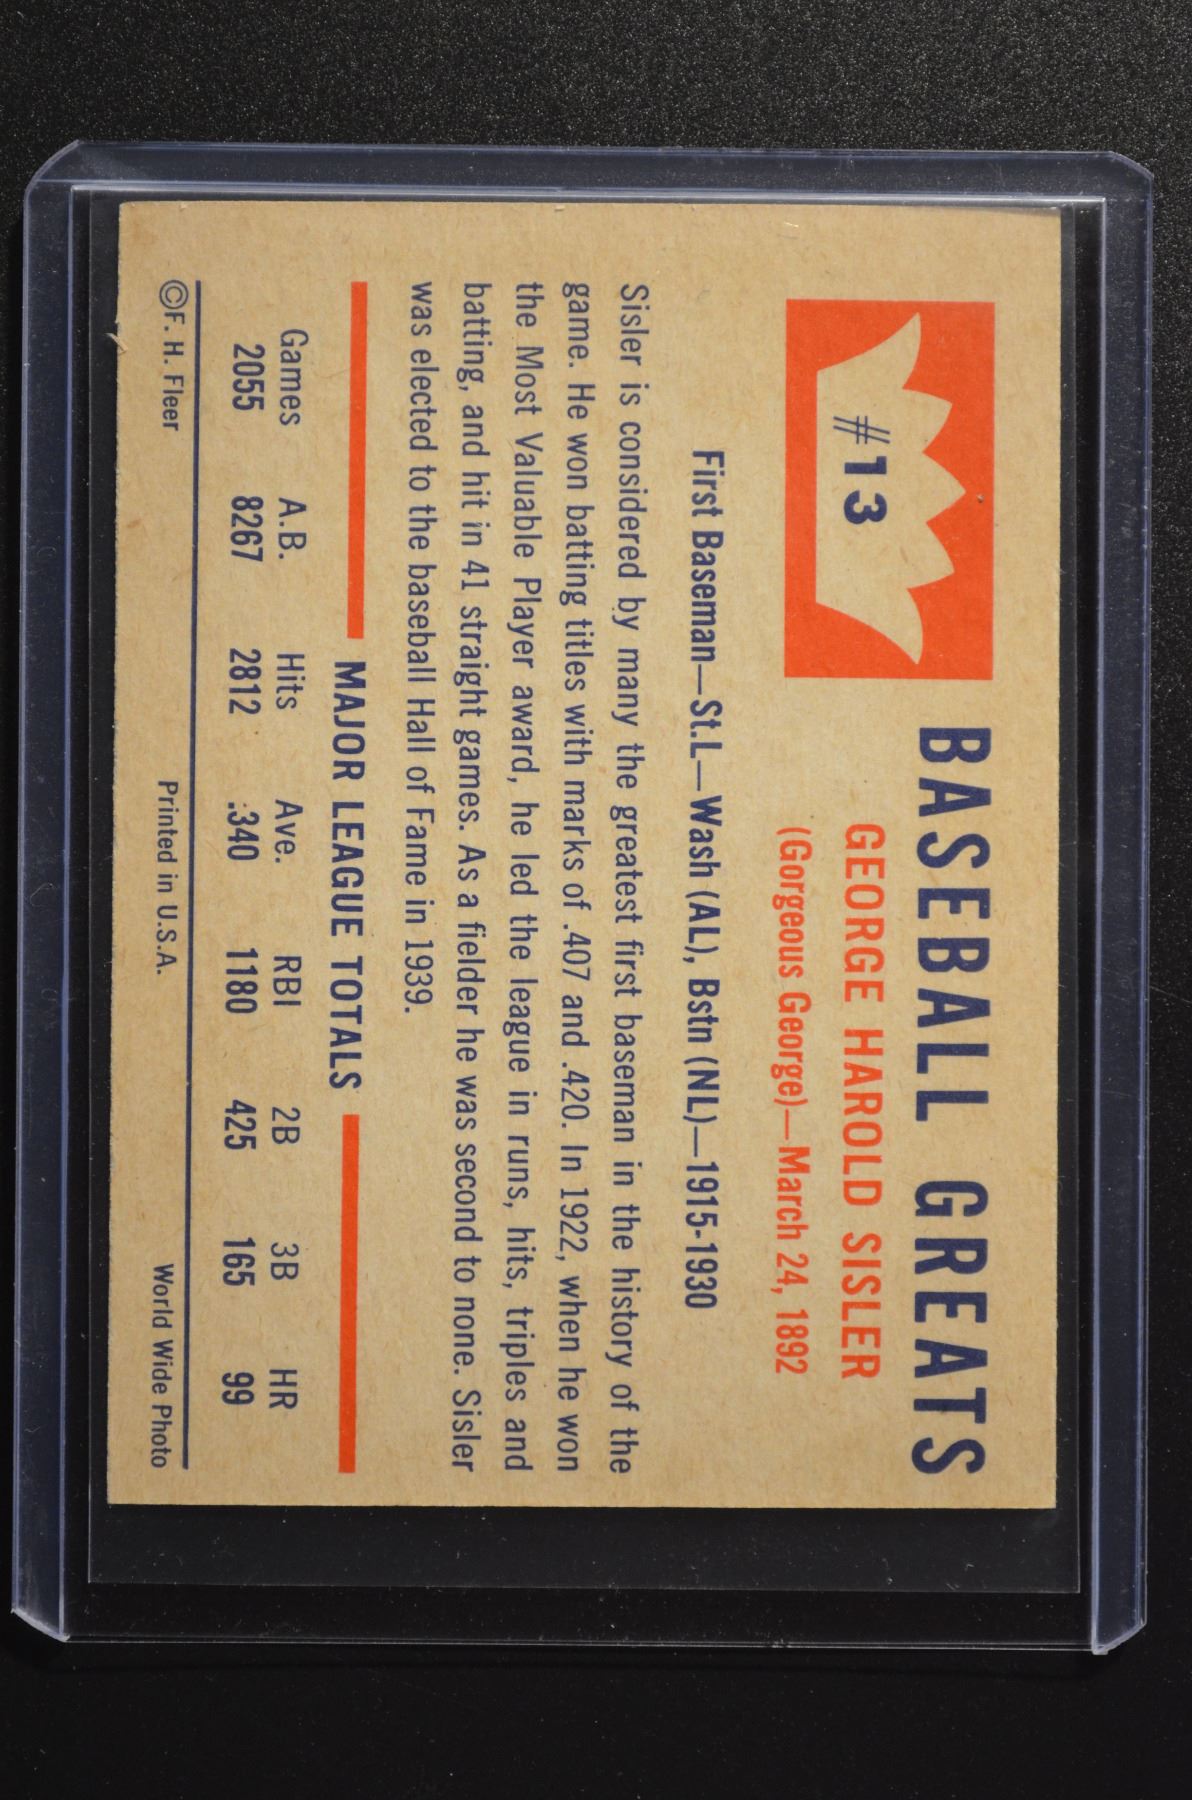 #13
BASEBALL GREATS
GEORGE HAROLD SISLER
(Gorgeous George)—March 24, 1892
First Baseman—St.L—Wash (AL), Bstn (NL)—1915-1930
Sisler is considered by many the greatest first baseman in the history of the
game. He won batting titles with marks of .407 and .420. In 1922, when he won
the Most Valuable Player award, he led the league in runs, hits, triples and
batting, and hit in 41 straight games. As a fielder he was second to none. Sisler
was elected to the baseball Hall of Fame in 1939.
MAJOR LEAGUE TOTALS
Games A.B. Hits Ave. RBI 2B 3B HR
2055 8267 2812 .340 1180 425 165 99
©F. H. Fleer Printed in U.S.A. World Wide Photo